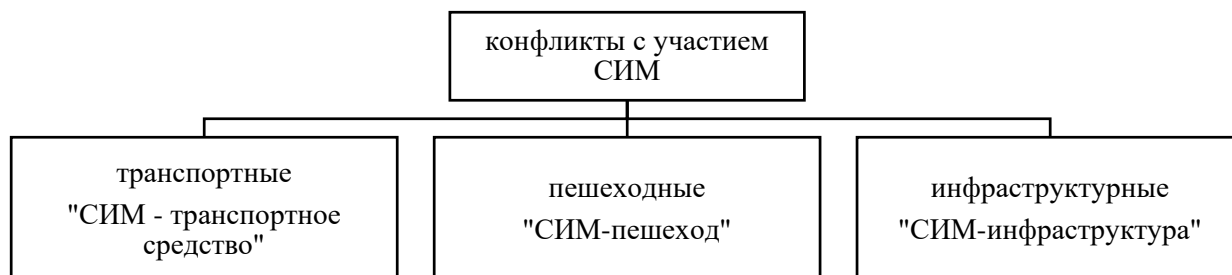 конфликты с участием
СИМ
транспортные
"СИМ - транспортное
средство"
пешеходные
"СИМ-пешеход"
инфраструктурные
"СИМ-инфраструктура"